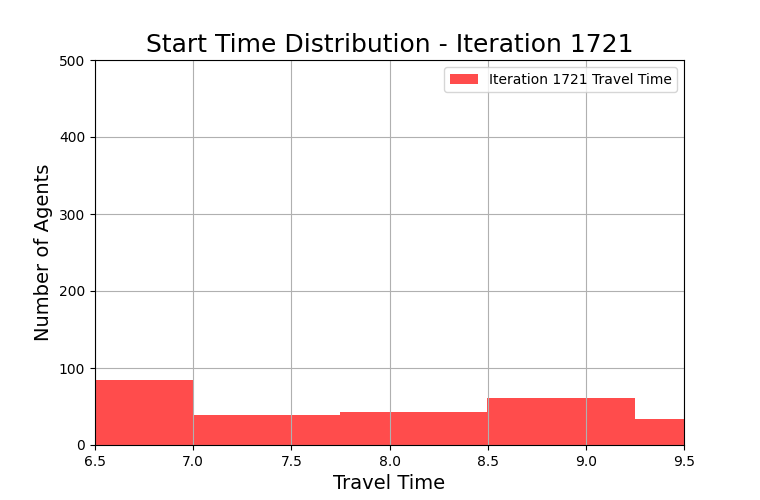 Start Time Distribution - Iteration 1721
Iteration 1721 Travel Time
Number of Agents
500
400
300
200
100
0
6.5 7.0 7.5 8.0 8.5 9.0 9.5
Travel Time